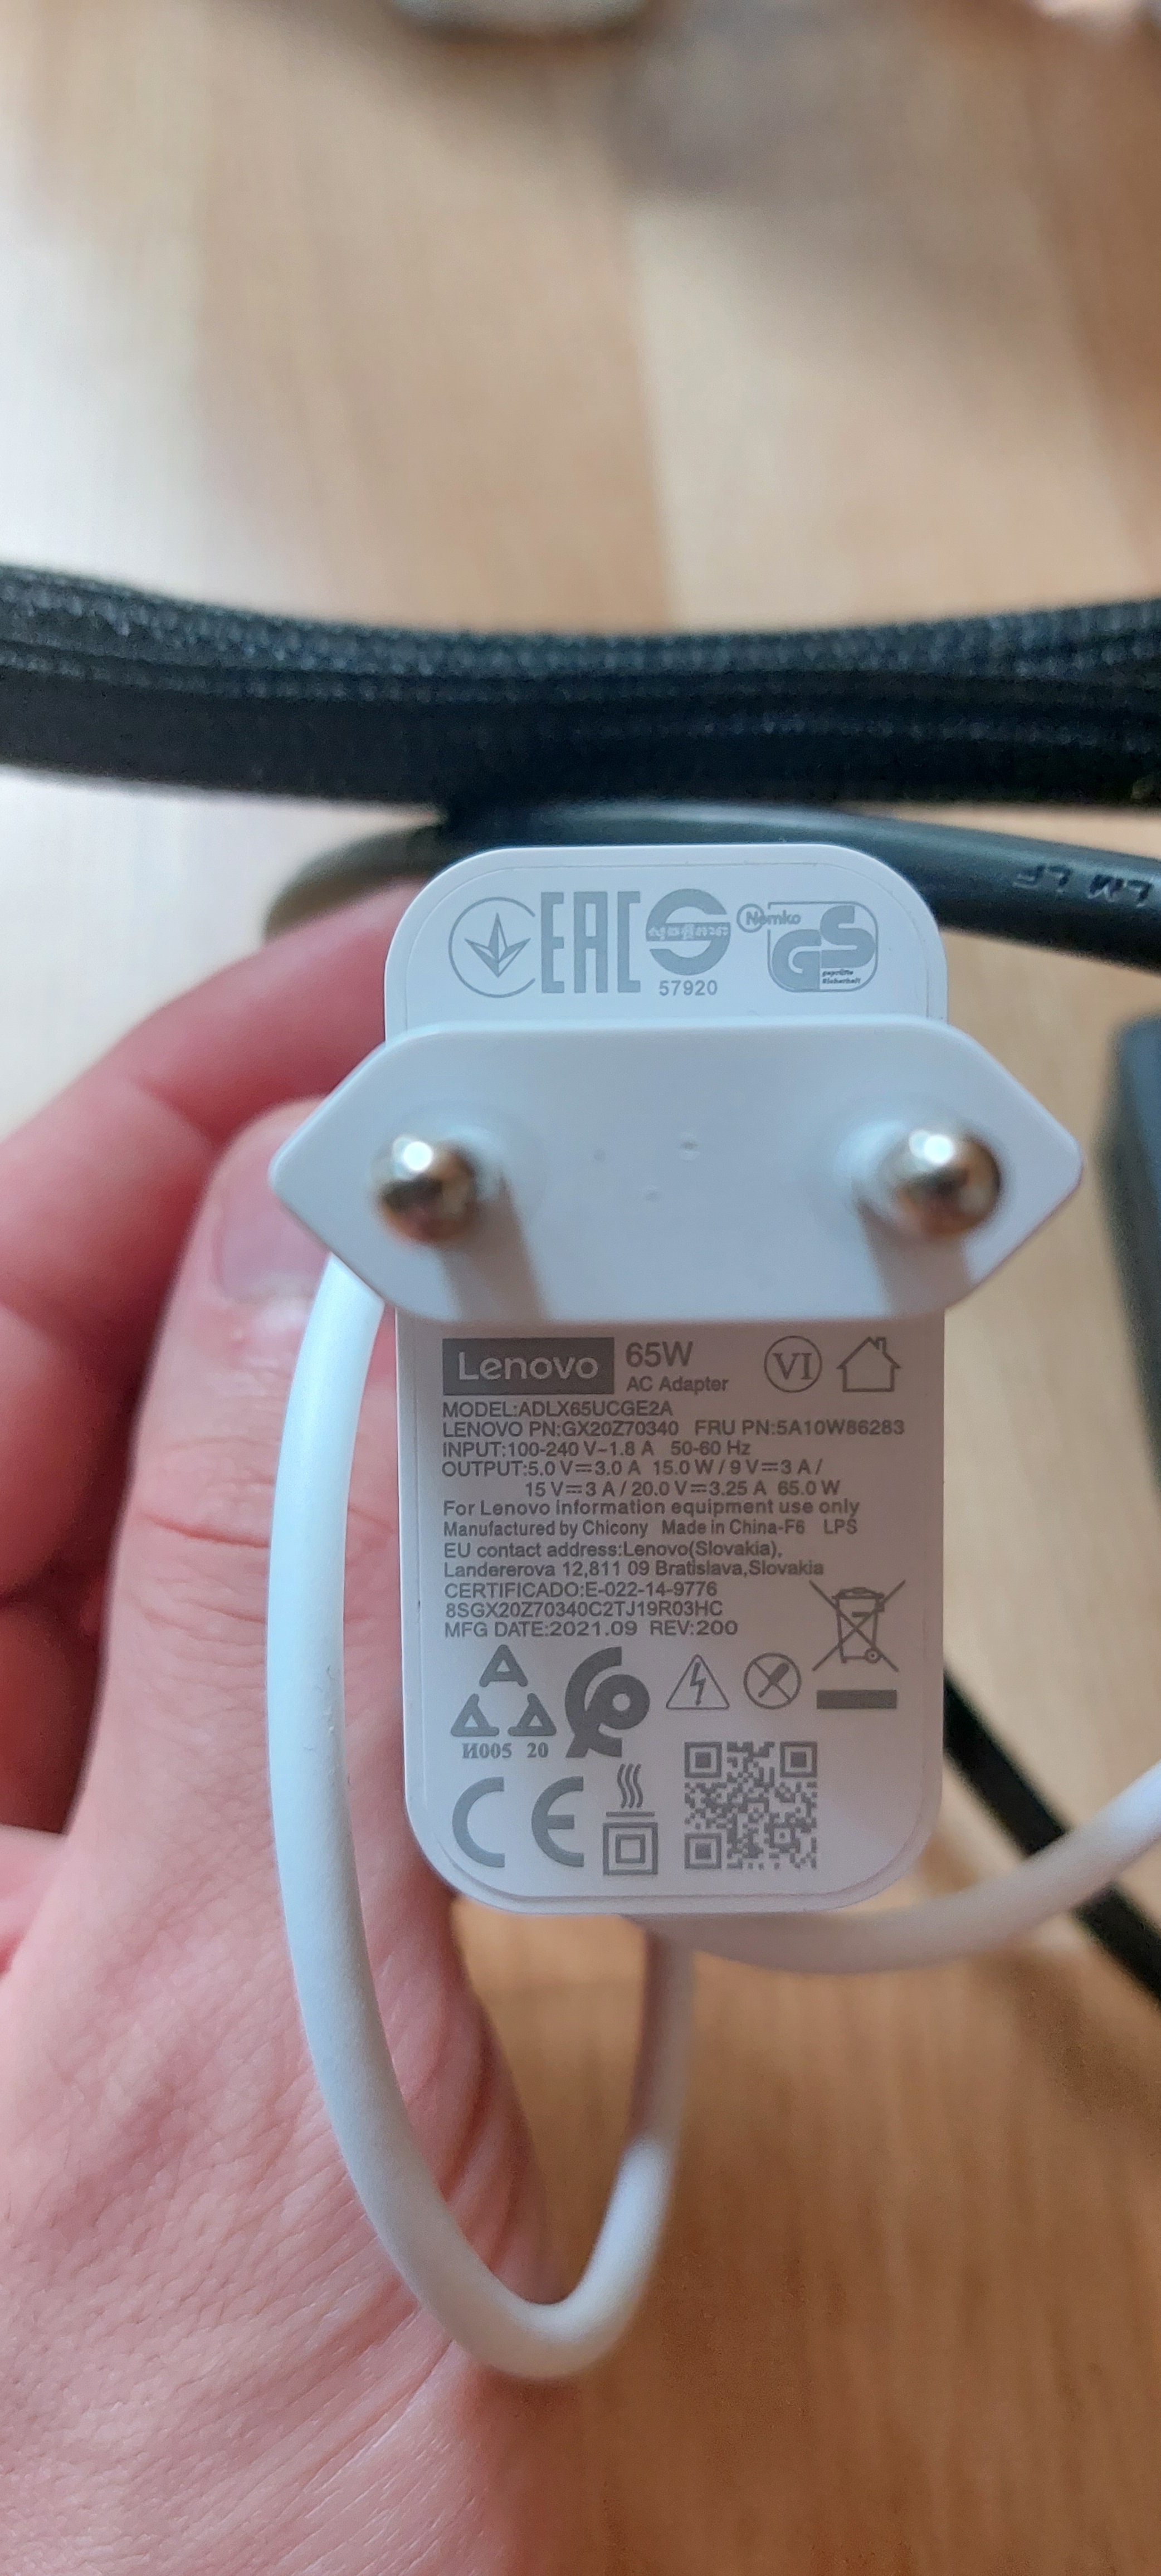 EAC
57920
Nemko
GS
geprüfte
Sicherheit
Lenovo 65W
AC Adapter
VI
MODEL:ADLX65UCGE2A
LENOVO PN:GX20Z70340 FRU PN:5A10W86283
INPUT:100-240 V~1.8 A 50-60 Hz
OUTPUT:5.0 V⎓3.0 A 15.0 W / 9 V⎓3 A /
15 V⎓3 A / 20.0 V⎓3.25 A 65.0 W
For Lenovo information equipment use only
Manufactured by Chicony Made in China-F6 LPS
EU contact address:Lenovo(Slovakia),
Landererova 12,811 09 Bratislava,Slovakia
CERTIFICADO:E-022-14-9776
8SGX20Z70340C2TJ19R03HC
MFG DATE:2021.09 REV:200
И005 20
CE